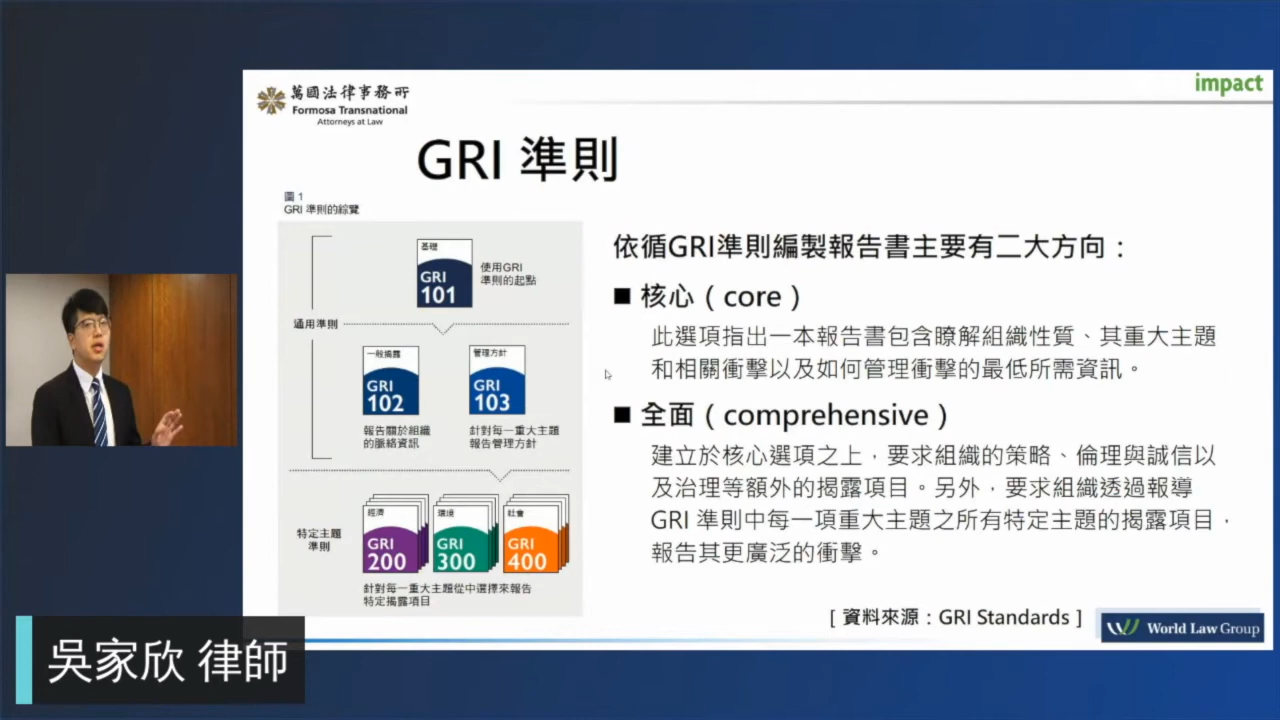 萬國法律事務所
Formosa Transnational
Attorneys at Law
impact
GRI 準則
圖 1
GRI 準則的綜覽
基礎
GRI
101
使用GRI
準則的起點
通用準則
一般揭露
GRI
102
報告關於組織
的脈絡資訊
管理方針
GRI
103
針對每一重大主題
報告管理方針
特定主題
準則
經濟
GRI
200
環境
GRI
300
社會
GRI
400
針對每一重大主題從中選擇來報告
特定揭露項目
依循GRI準則編製報告書主要有二大方向：
■ 核心（core）
此選項指出一本報告書包含瞭解組織性質、其重大主題
和相關衝擊以及如何管理衝擊的最低所需資訊。
■ 全面（comprehensive）
建立於核心選項之上，要求組織的策略、倫理與誠信以
及治理等額外的揭露項目。另外，要求組織透過報導
GRI 準則中每一項重大主題之所有特定主題的揭露項目，
報告其更廣泛的衝擊。
[ 資料來源：GRI Standards ]
World Law Group
吳家欣 律師